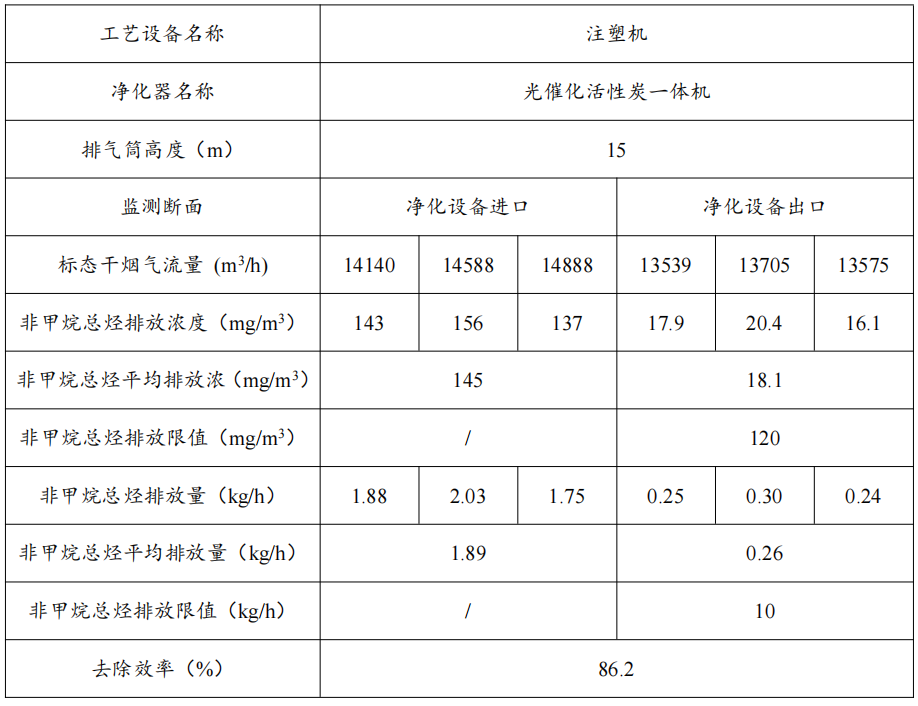 工艺设备名称 注塑机
净化器名称 光催化活性炭一体机
排气筒高度（m） 15
监测断面 净化设备进口 净化设备出口
标态干烟气流量 (m³/h) 14140 14588 14888 13539 13705 13575
非甲烷总烃排放浓度（mg/m³） 143 156 137 17.9 20.4 16.1
非甲烷总烃平均排放浓（mg/m³） 145 18.1
非甲烷总烃排放限值（mg/m³） / 120
非甲烷总烃排放量（kg/h） 1.88 2.03 1.75 0.25 0.30 0.24
非甲烷总烃平均排放量（kg/h） 1.89 0.26
非甲烷总烃排放限值（kg/h） / 10
去除效率（%） 86.2